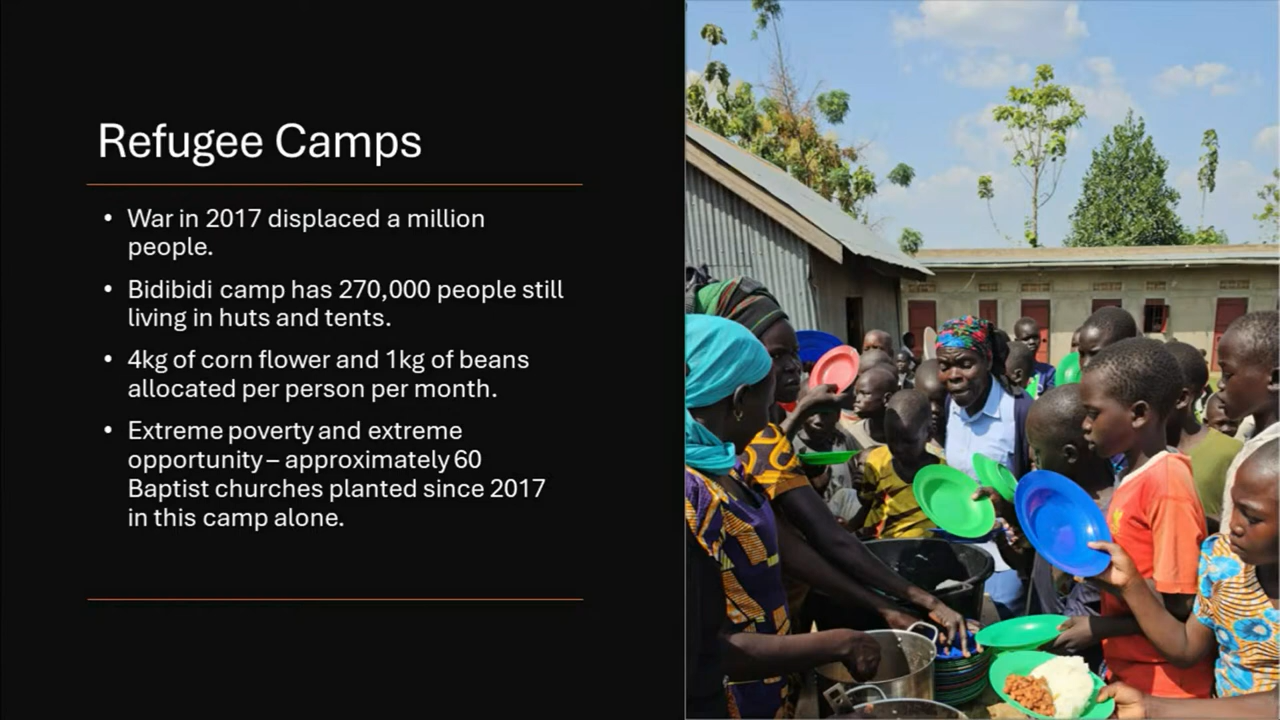 Refugee Camps
• War in 2017 displaced a million
people.
• Bidibidi camp has 270,000 people still
living in huts and tents.
• 4kg of corn flower and 1kg of beans
allocated per person per month.
• Extreme poverty and extreme
opportunity – approximately 60
Baptist churches planted since 2017
in this camp alone.